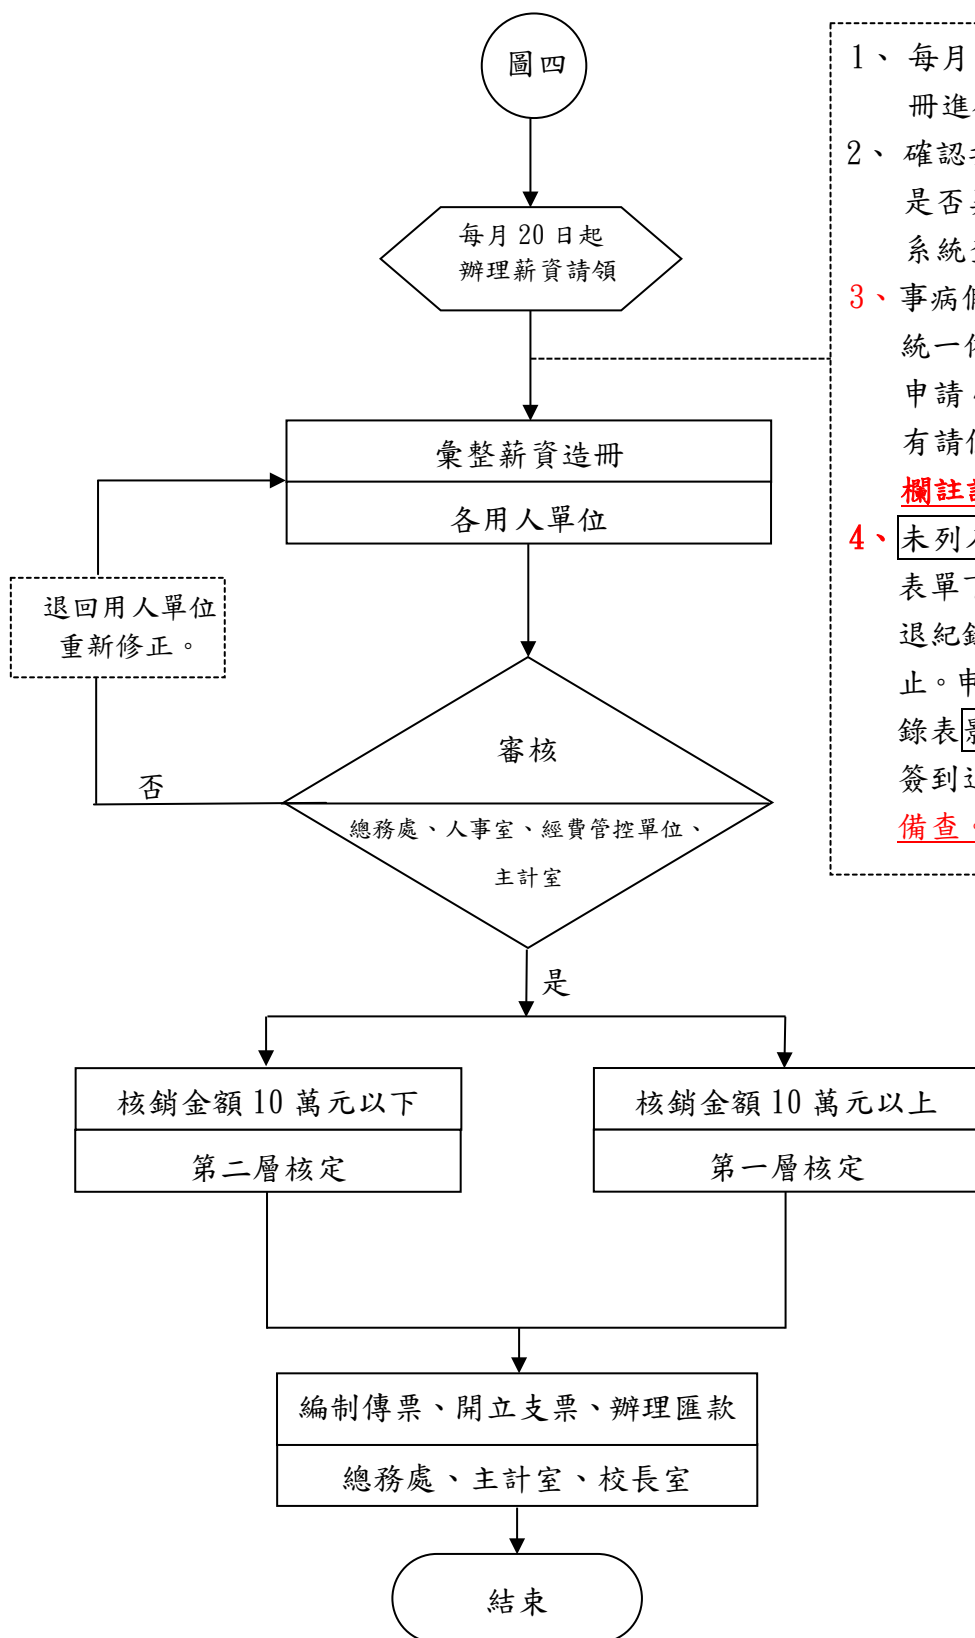 圖四
每月 20 日起
辦理薪資請領
彙整薪資造冊
各用人單位
退回用人單位
重新修正。
審核
總務處、人事室、經費管控單位、
主計室
否
是
核銷金額 10 萬元以下
第二層核定
核銷金額 10 萬元以上
第一層核定
編制傳票、開立支票、辦理匯款
總務處、主計室、校長室
結束
1、 每月
冊進
2、 確認
是否
系統
3、事病
統一
申請
有請
欄註
4、未列
表單
退紀
止。申
錄表
簽到
備查